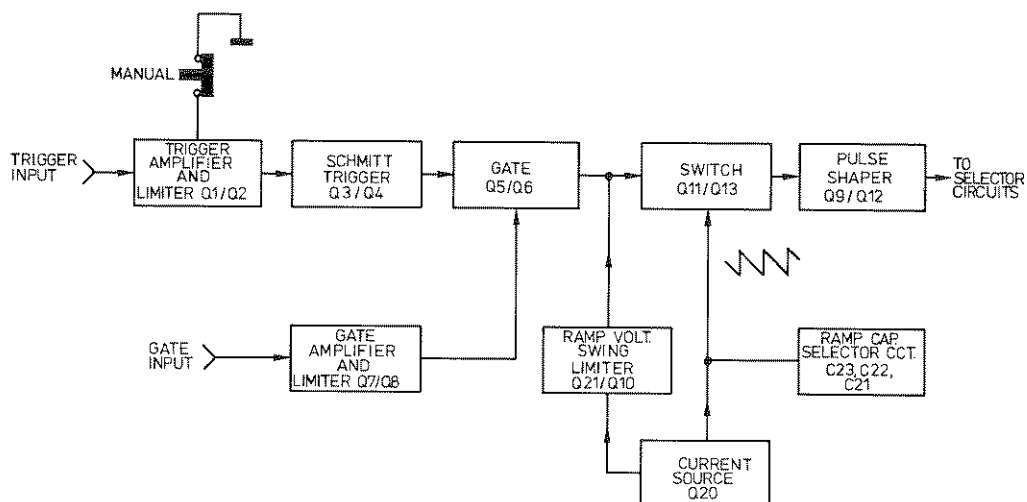 MANUAL
TRIGGER
INPUT
TRIGGER
AMPLIFIER
AND
LIMITER Q1/Q2
SCHMITT
TRIGGER
Q3/Q4
GATE
Q5/Q6
SWITCH
Q11/Q13
PULSE
SHAPER
Q9/Q12
TO
SELECTOR
CIRCUITS
GATE
INPUT
GATE
AMPLIFIER
AND
LIMITER Q7/Q8
RAMP VOLT.
SWING
LIMITER
Q21/Q10
RAMP CAP.
SELECTOR CCT.
C23, C22,
C21
CURRENT
SOURCE
Q20